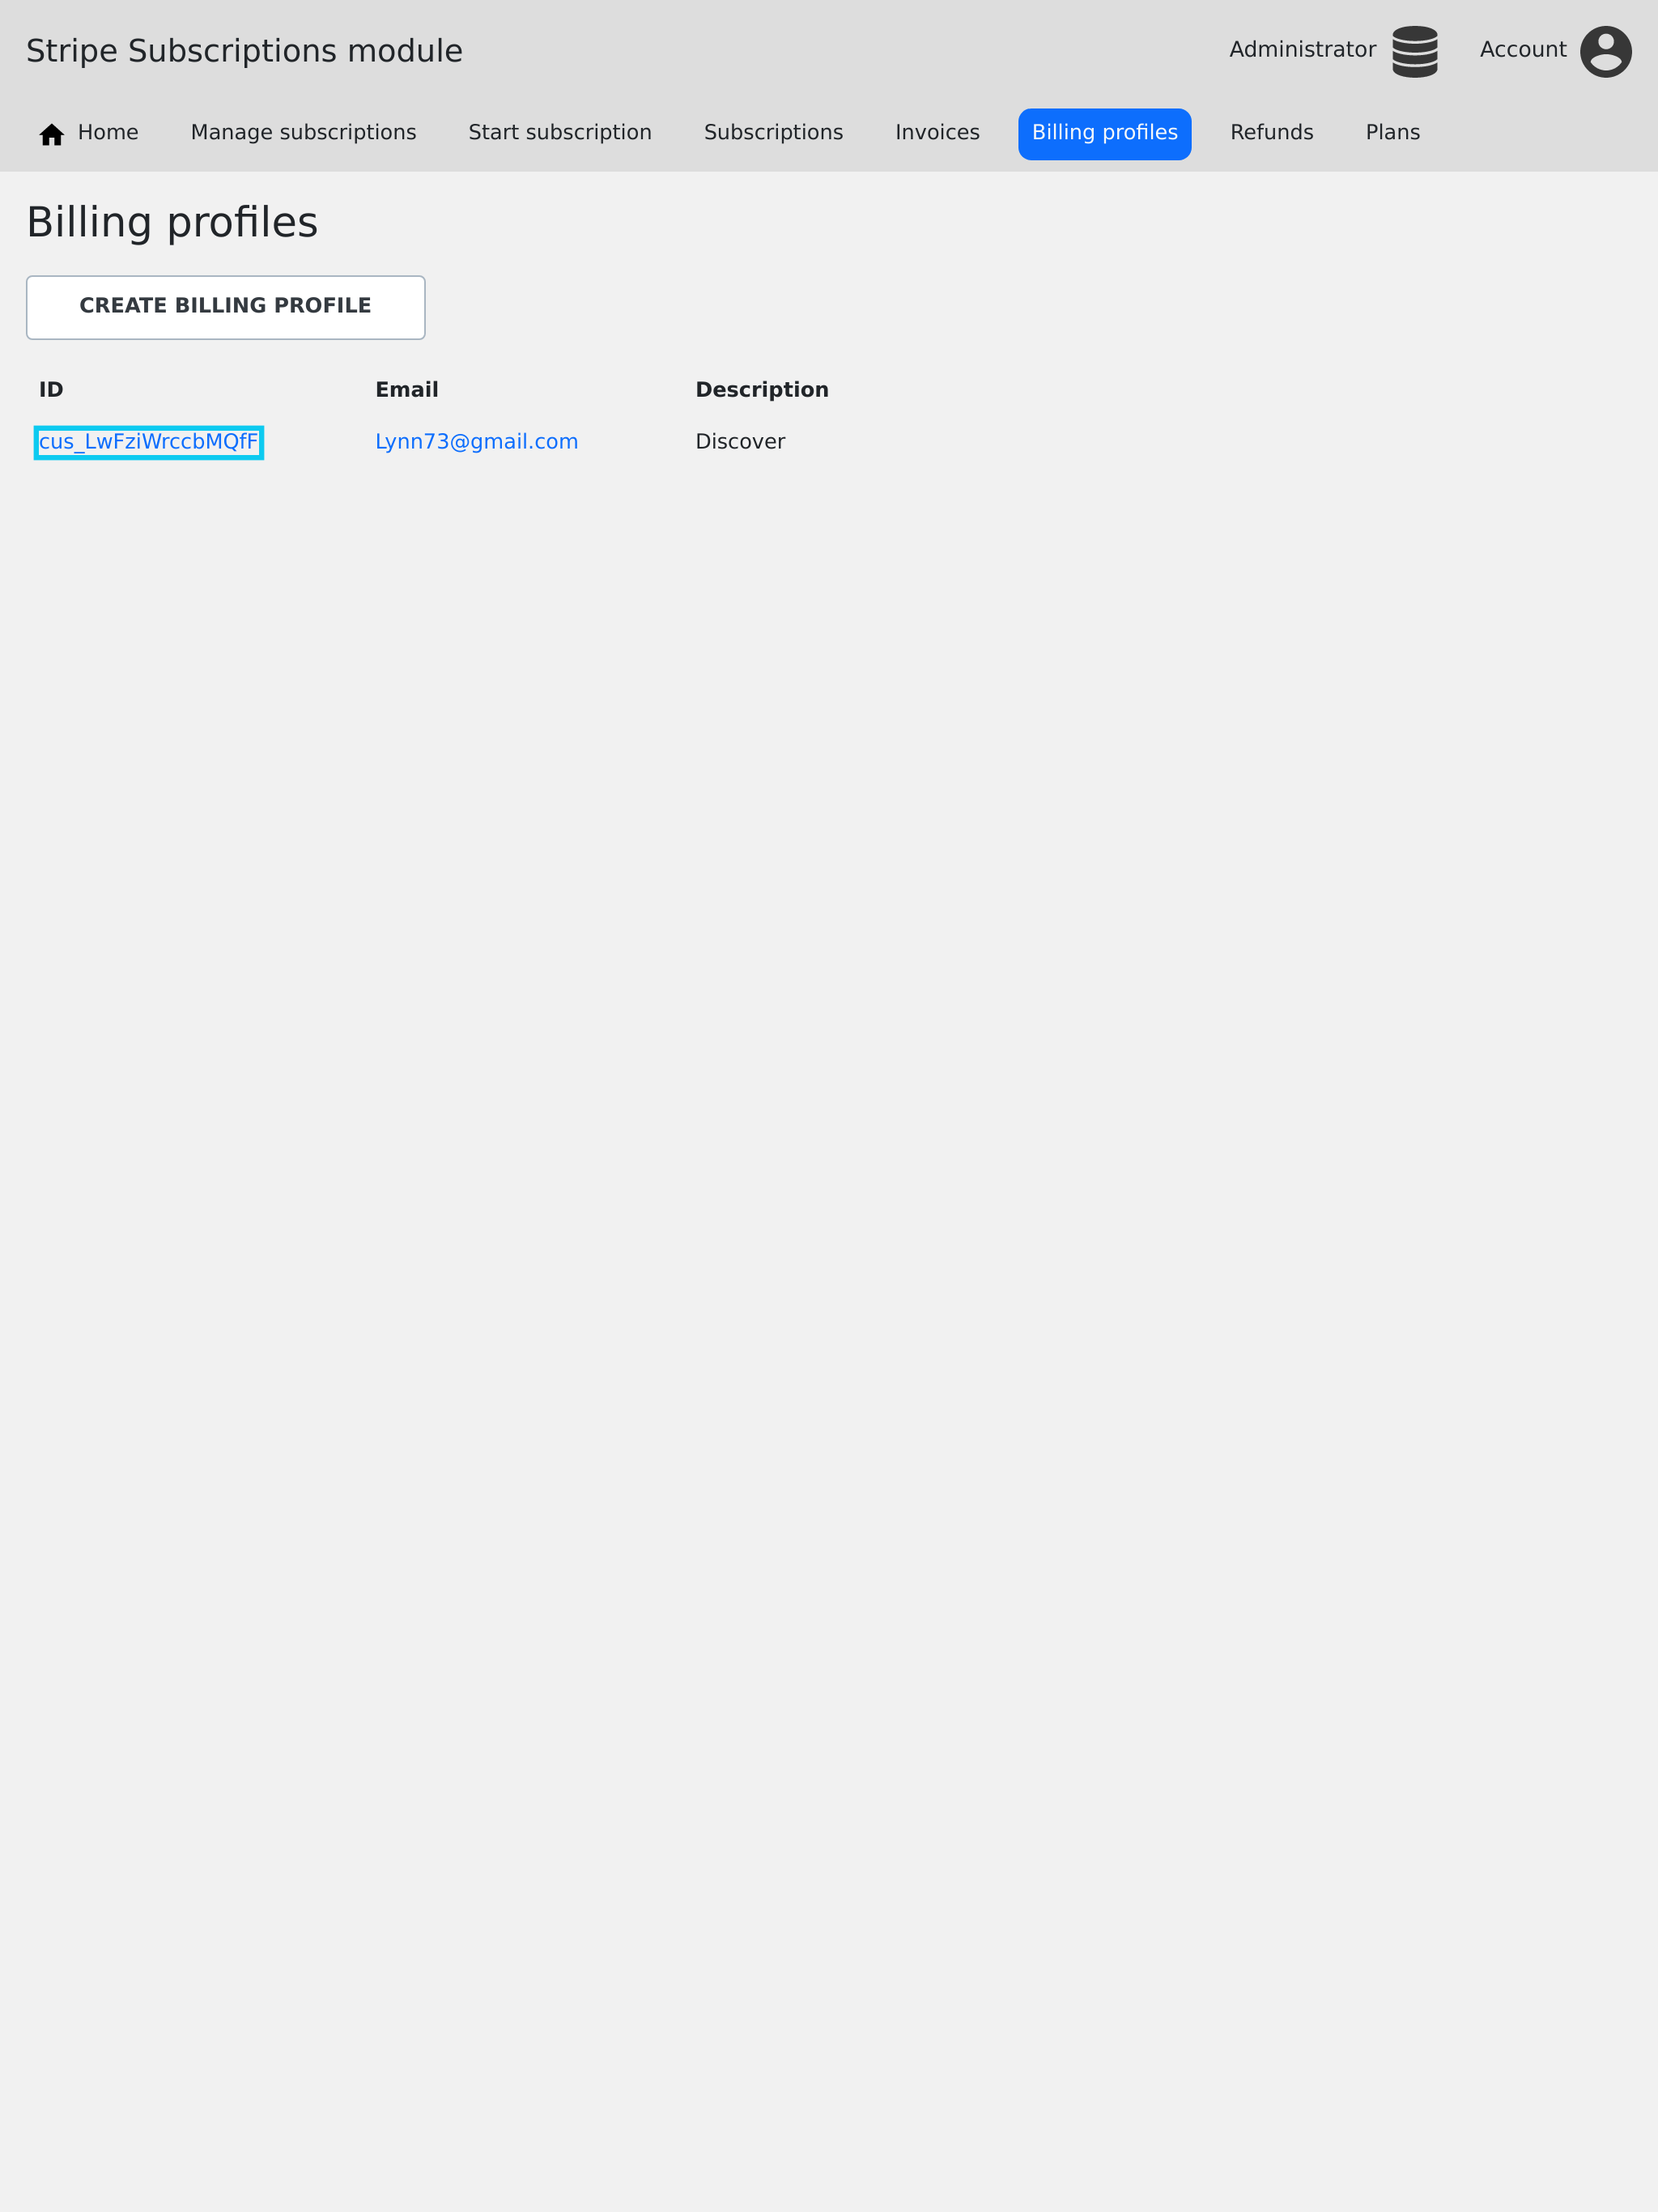 Stripe Subscriptions module
Administrator Account
Home Manage subscriptions Start subscription Subscriptions Invoices Billing profiles Refunds Plans
Billing profiles
CREATE BILLING PROFILE
ID Email Description
cus_LwFziWrccbMQfF Lynn73@gmail.com Discover